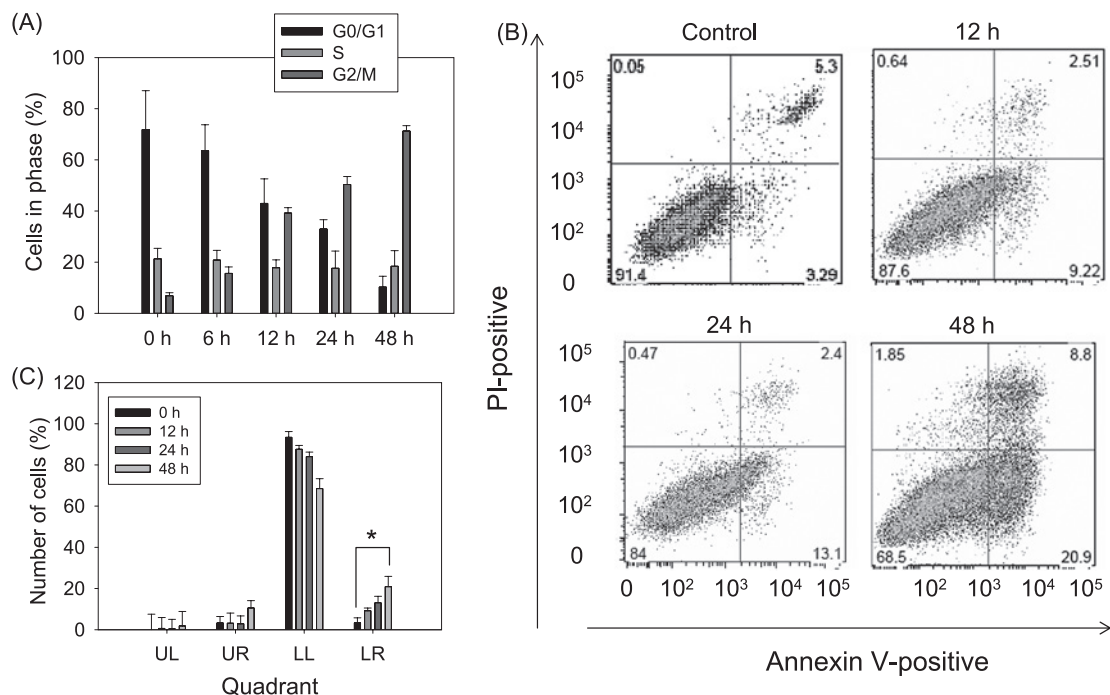 (A)
G0/G1
S
G2/M
Cells in phase (%)
100
80
60
40
20
0
0 h
6 h
12 h
24 h
48 h
(B)
Control
0.05
5.3
91.4
3.29
12 h
0.64
2.51
87.6
9.22
10⁵
10⁴
10³
10²
0
24 h
0.47
2.4
84
13.1
48 h
1.85
8.8
68.5
20.9
10⁵
10⁴
10³
10²
0
0
10²
10³
10⁴
10⁵
10²
10³
10⁴
10⁵
PI-positive
Annexin V-positive
(C)
0 h
12 h
24 h
48 h
Number of cells (%)
120
100
80
60
40
20
0
*
UL
UR
LL
LR
Quadrant